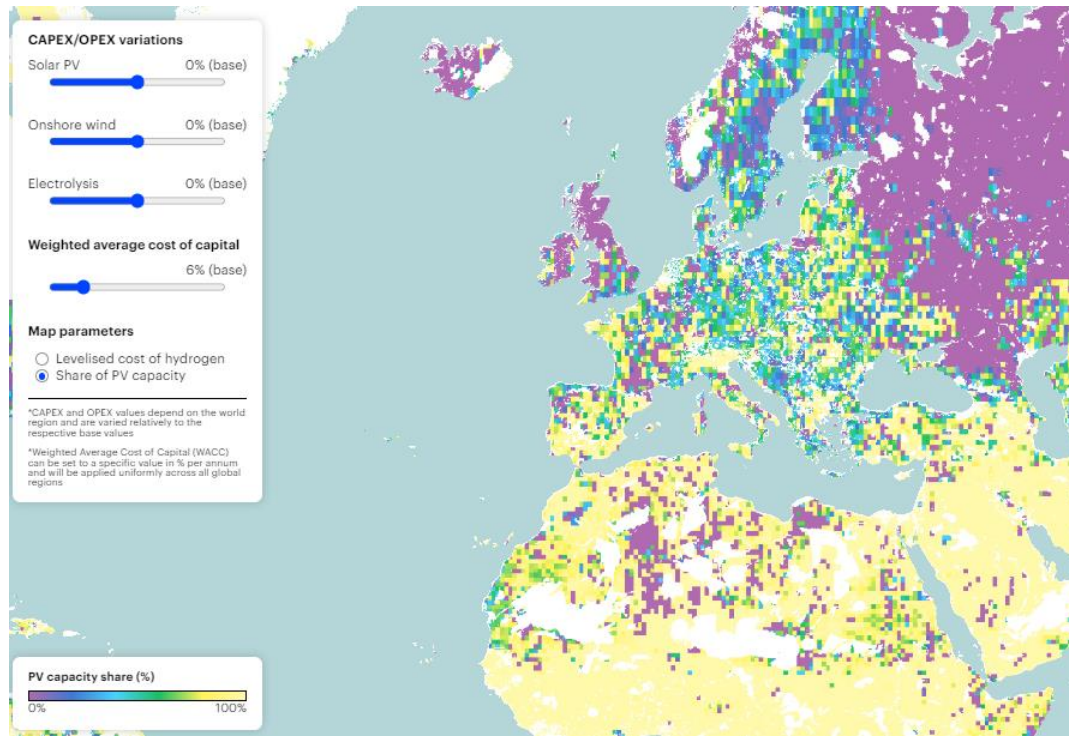 CAPEX/OPEX variations
Solar PV 0% (base)
Onshore wind 0% (base)
Electrolysis 0% (base)
Weighted average cost of capital
6% (base)
Map parameters
Levelised cost of hydrogen
Share of PV capacity
*CAPEX and OPEX values depend on the world
region and are varied relatively to the
respective base values
*Weighted Average Cost of Capital (WACC)
can be set to a specific value in % per annum
and will be applied uniformly across all global
regions
PV capacity share (%)
0% 100%